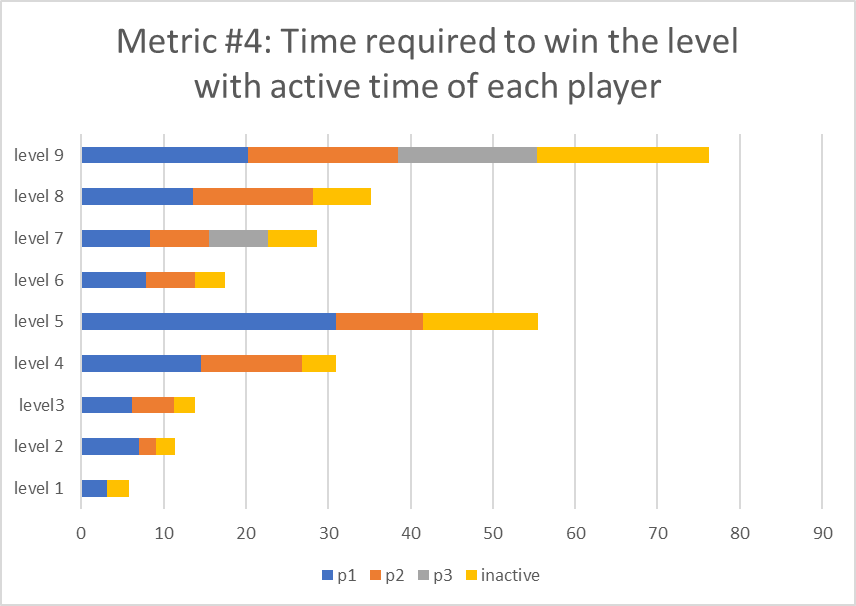 Metric #4: Time required to win the level
with active time of each player
level 9
level 8
level 7
level 6
level 5
level 4
level3
level 2
level 1
0 10 20 30 40 50 60 70 80 90
p1 p2 p3 inactive